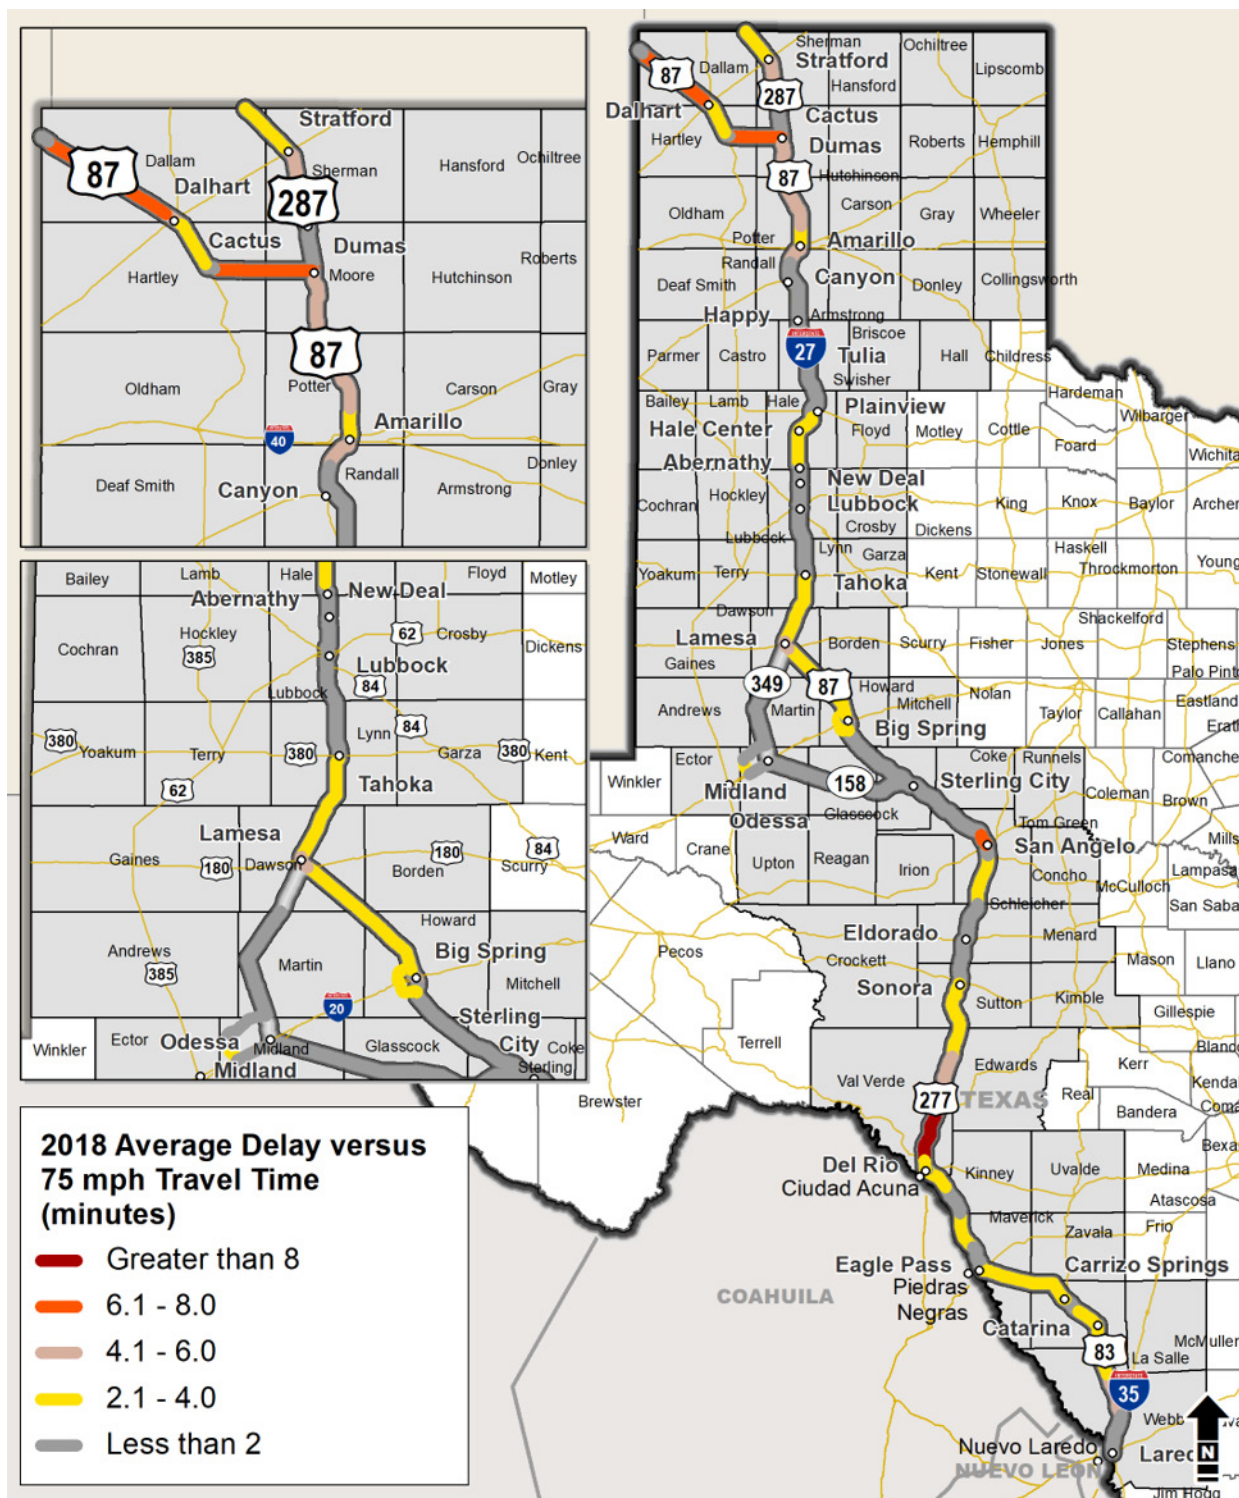 Stratford
Dallam
Sherman
Hansford
Ochiltree
87
Dalhart
287
Cactus
Dumas
Roberts
Hartley
Moore
Hutchinson
87
Oldham
Potter
Carson
Gray
Amarillo
40
Randall
Donley
Deaf Smith
Canyon
Armstrong
Bailey
Lamb
Hale
Floyd
Motley
Abernathy
New Deal
Hockley
62
Crosby
Cochran
385
Dickens
Lubbock
84
Lubbock
Lynn
84
380
Yoakum
Terry
380
Garza
380
Kent
62
Tahoka
Lamesa
84
Gaines
180
Dawson
180
Borden
Scurry
Howard
Andrews
385
Martin
Big Spring
Mitchell
20
Sterling
City
Odessa
Ector
Winkler
Midland
Glasscock
Coke
Sterling
Midland
2018 Average Delay versus
75 mph Travel Time
(minutes)
Greater than 8
6.1 - 8.0
4.1 - 6.0
2.1 - 4.0
Less than 2
Sherman
Ochiltree
Stratford
Dallam
Lipscomb
87
Hansford
287
Dalhart
Cactus
Hartley
Dumas
Roberts
Hemphill
87
Hutchinson
Oldham
Carson
Gray
Wheeler
Potter
Amarillo
Randall
Deaf Smith
Canyon
Donley
Collingsworth
Happy
Armstrong
Briscoe
INTERSTATE
27
Parmer
Castro
Tulia
Hall
Childress
Swisher
Hardeman
Bailey
Lamb
Hale
Plainview
Wilbarger
Hale Center
Floyd
Motley
Cottle
Foard
Wichita
Abernathy
New Deal
Cochran
Hockley
Lubbock
King
Knox
Baylor
Archer
Crosby
Dickens
Lubbock
Lynn
Garza
Haskell
Young
Yoakum
Terry
Tahoka
Kent
Stonewall
Throckmorton
Dawson
Shackelford
Lamesa
Borden
Scurry
Fisher
Jones
Stephens
Gaines
Palo Pinto
349
87
Howard
Nolan
Eastland
Andrews
Martin
Mitchell
Taylor
Callahan
Big Spring
Erath
Ector
Coke
Runnels
Comanche
Winkler
Sterling City
Coleman
Brown
Midland
158
Odessa
Glasscock
Tom Green
Mills
Ward
Crane
San Angelo
Upton
Reagan
Irion
Concho
McCulloch
Lampasa
San Saba
Schleicher
Eldorado
Menard
Pecos
Crockett
Mason
Llano
Sonora
Sutton
Kimble
Gillespie
Terrell
Blanco
Val Verde
Edwards
Kerr
Kendal
277
TEXAS
Real
Brewster
Bandera
Coma
Bexa
Del Rio
Kinney
Uvalde
Medina
Ciudad Acuna
Atascosa
Maverick
Zavala
Frio
Eagle Pass
Carrizo Springs
Piedras
Negras
COAHUILA
Catarina
McMuller
83
La Salle
INTERSTATE
35
Webb
N
Nuevo Laredo
Lared
NUEVO LEON
Jim Hogg